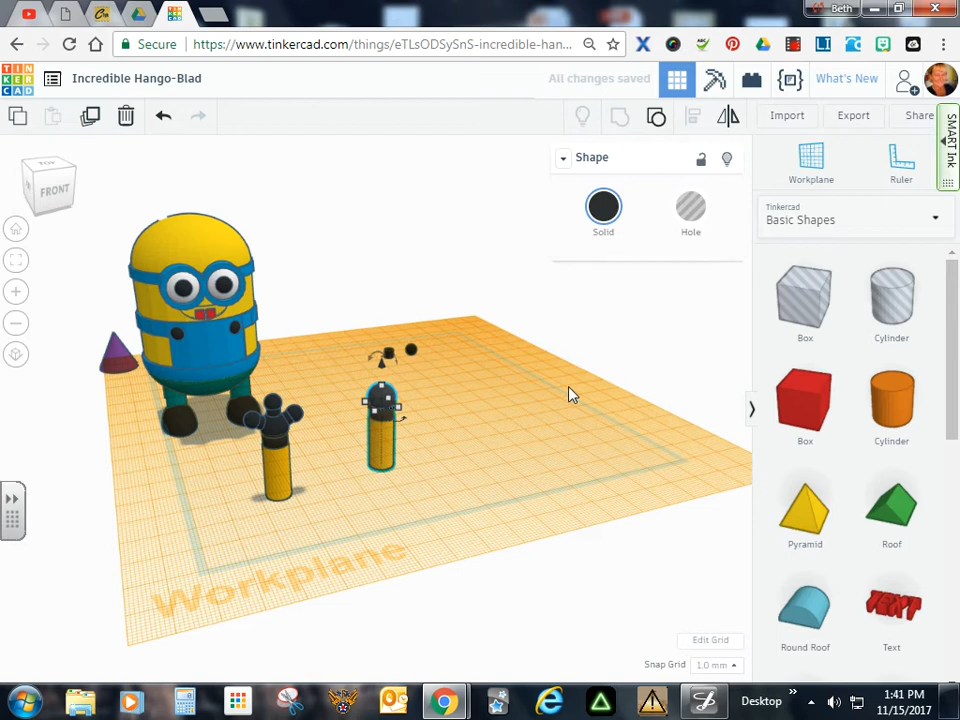 Beth
Secure
https://www.tinkercad.com/things/eTLsODSySnS-incredible-han...
TIN
KER
CAD
Incredible Hango-Blad
All changes saved
What's New
Import
Export
Share
SMART Ink
TOP
FRONT
Shape
Solid
Hole
Workplane
Ruler
Tinkercad
Basic Shapes
Box
Cylinder
Box
Cylinder
Pyramid
Roof
TEXT
Round Roof
Text
Workplane
Edit Grid
Snap Grid
1.0 mm
Desktop
1:41 PM
11/15/2017